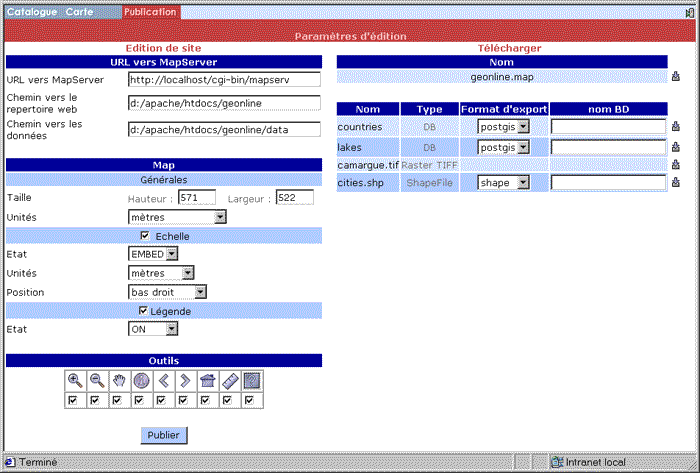 Catalogue Carte Publication
Paramètres d'édition
Edition de site
URL vers MapServer
URL vers MapServer http://localhost/cgi-bin/mapserv
Chemin vers le
repertoire web d:/apache/htdocs/geonline
Chemin vers les
données d:/apache/htdocs/geonline/data
Map
Générales
Taille Hauteur : 571 Largeur : 522
Unités mètres
Echelle
Etat EMBED
Unités mètres
Position bas droit
Légende
Etat ON
Outils
Publier
Télécharger
Nom
geonline.map
Nom Type Format d'export nom BD
countries DB postgis
lakes DB postgis
camargue.tif Raster TIFF
cities.shp ShapeFile shape
Terminé Intranet local